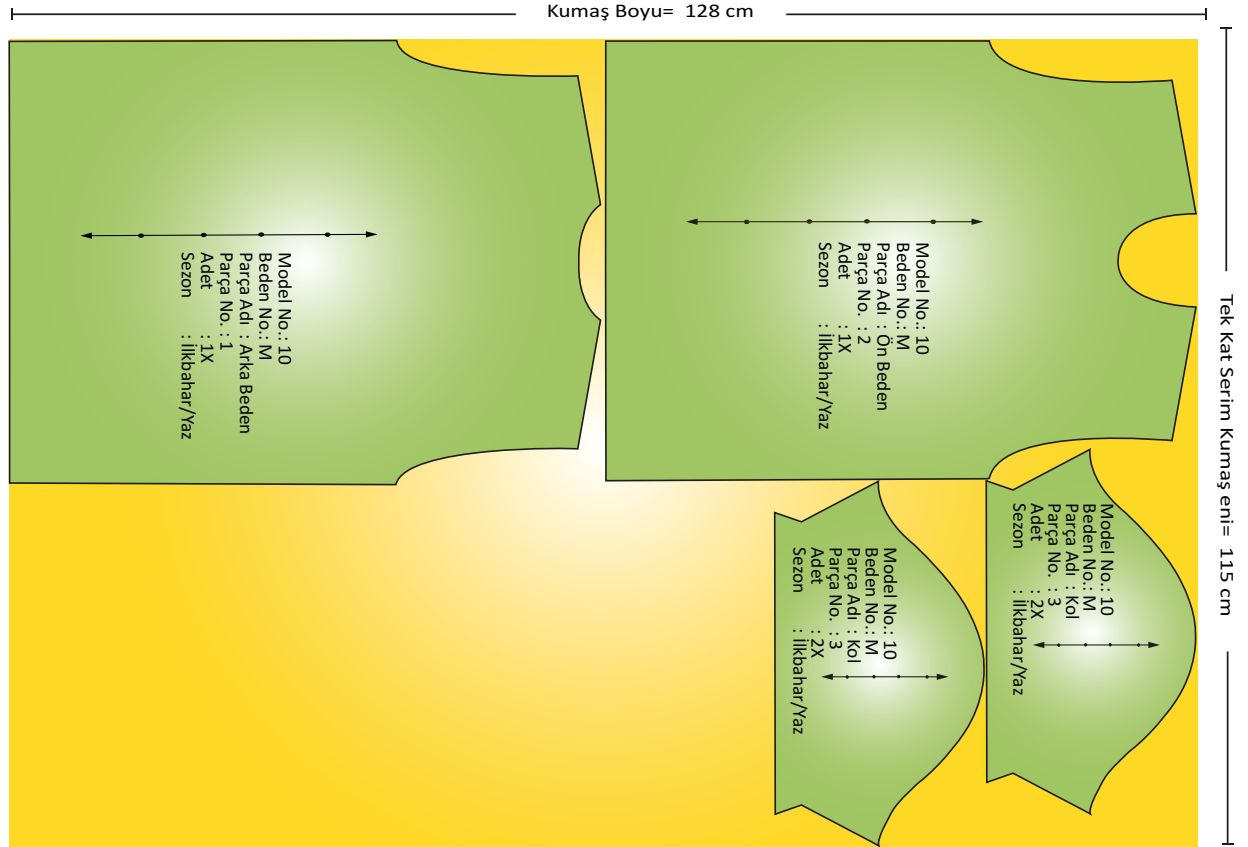 Kumaş Boyu= 128 cm
Tek Kat Serim Kumaş eni= 115 cm
Model No.: 10
Beden No.: M
Parça Adı : Arka Beden
Parça No. : 1
Adet : 1X
Sezon : İlkbahar/Yaz
Model No.: 10
Beden No.: M
Parça Adı : Ön Beden
Parça No. : 2
Adet : 1X
Sezon : İlkbahar/Yaz
Model No.: 10
Beden No.: M
Parça Adı : Kol
Parça No. : 3
Adet : 2X
Sezon : İlkbahar/Yaz
Model No.: 10
Beden No.: M
Parça Adı : Kol
Parça No. : 3
Adet : 2X
Sezon : İlkbahar/Yaz